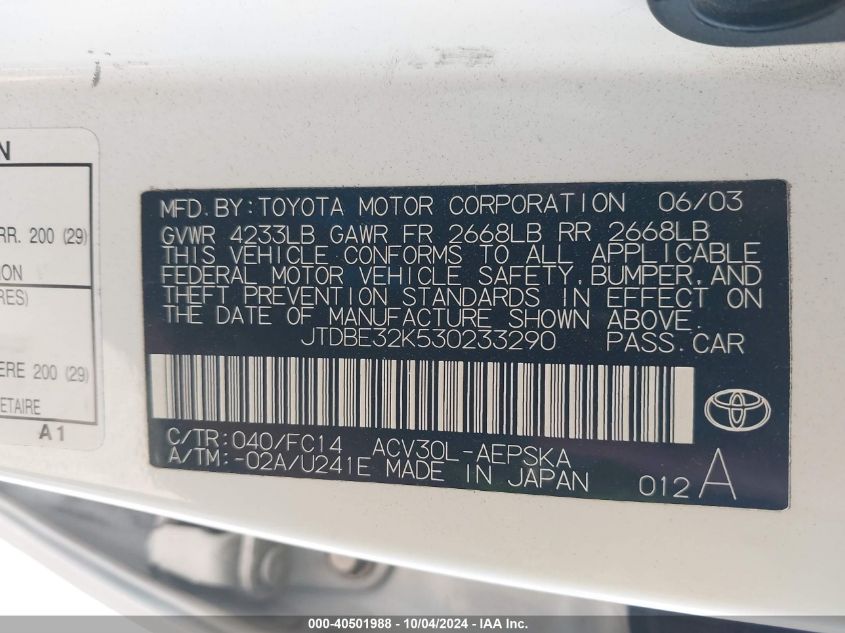 N
RR. 200 (29)
ION
RES)
ERE 200 (29)
ETAIRE
A1
MFD. BY: TOYOTA MOTOR CORPORATION 06/03
GVWR 4233LB GAWR FR 2668LB RR 2668LB
THIS VEHICLE CONFORMS TO ALL APPLICABLE
FEDERAL MOTOR VEHICLE SAFETY, BUMPER, AND
THEFT PREVENTION STANDARDS IN EFFECT ON
THE DATE OF MANUFACTURE SHOWN ABOVE.
JTDBE32K530233290 PASS. CAR
C/TR: 040/FC14 ACV30L-AEPSKA
A/TM: -02A/U241E MADE IN JAPAN 012 A
000-40501988 - 10/04/2024 - IAA Inc.